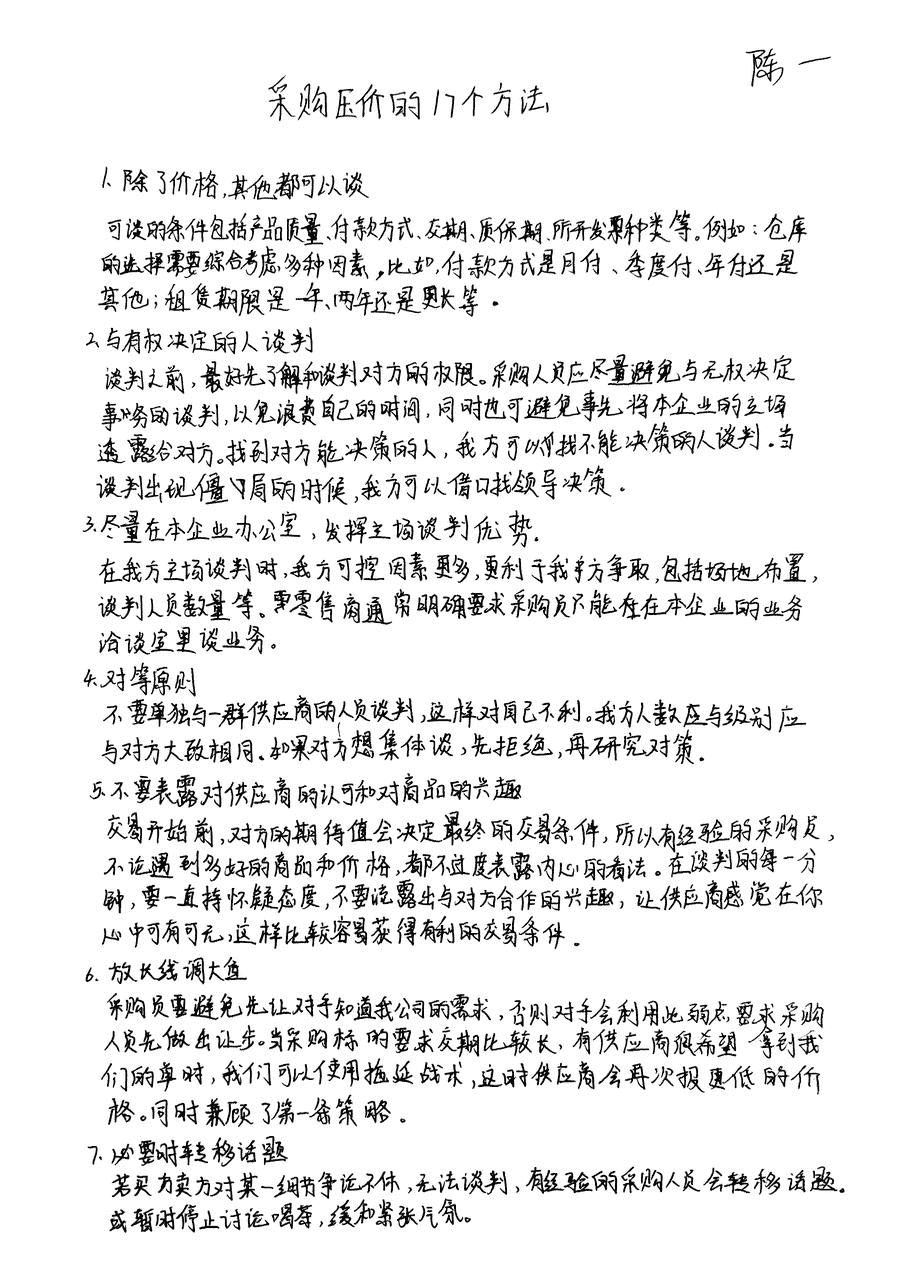 陈一
采购压价的17个方法
1、除了价格,其他都可以谈
可谈的条件包括产品质量、付款方式、交期、质保期、所开发票种类等。例如:仓库
的选择需要综合考虑多种因素,比如,付款方式是月付、季度付、年付还是
其他;租赁期限是一年、两年还是更长等。
2、与有权决定的人谈判
谈判之前,最好先了解和谈判对方的权限。采购人员应尽量避免与无权决定
事务的谈判,以免浪费自己的时间,同时也可避免事先将本企业的立场
透露给对方。找到对方能决策的人,我方可以找不能决策的人谈判。当
谈判出现僵局的时候,我方可以借口找领导决策。
3、尽量在本企业办公室,发挥主场谈判优势.
在我方主场谈判时,我方可控因素更多,更利于我方争取,包括场地布置,
谈判人员数量等。零售商通常明确要求采购员不能在本企业的业务
洽谈室里谈业务。
4、对等原则
不要单独与一群供应商的人员谈判,这样对自己不利。我方人数应与级别应
与对方大致相同。如果对方想集体谈,先拒绝,再研究对策。
5、不要表露对供应商的认可和对商品的兴趣
交易开始前,对方的期待值会决定最终的交易条件,所以有经验的采购员,
不论遇到多好的商品和价格,都不过度表露内心的看法。在谈判的每一分
钟,要一直持怀疑态度,不要流露出与对方合作的兴趣,让供应商感觉在你
心中可有可无,这样比较容易获得有利的交易条件。
6、放长线调大鱼
采购员要避免先让对手知道我公司的需求,否则对手会利用此弱点要求采购
人员先做出让步。当采购标的要求交期比较长,有供应商很希望拿到我
们的单时,我们可以使用拖延战术,这时供应商会再次报更低的价
格。同时兼顾了第一条策略。
7、必要时转移话题
若买方卖方对某一细节争论不休,无法谈判,有经验的采购人员会转移话题。
或暂时停止讨论喝茶,缓和紧张气氛。